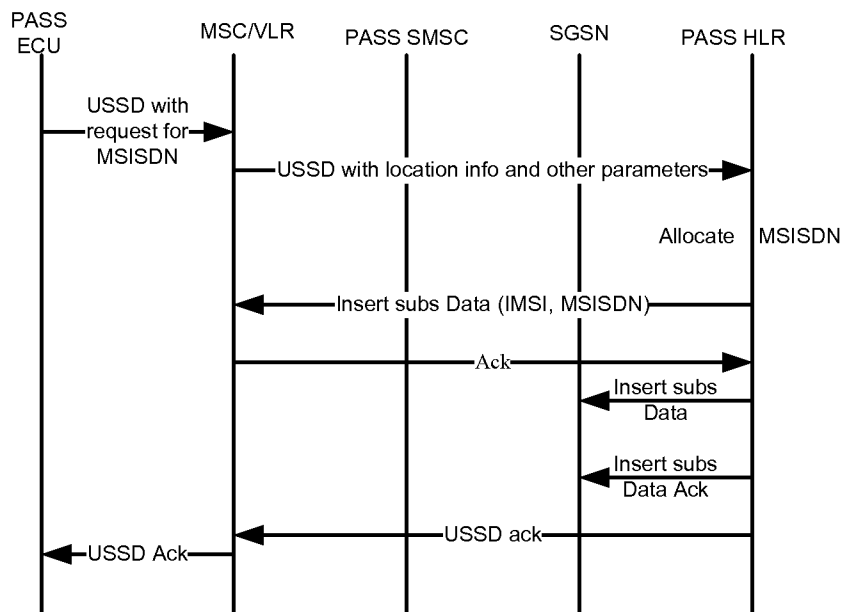 PASS
ECU
MSC/VLR
PASS SMSC
SGSN
PASS HLR
USSD with
request for
MSISDN
USSD with location info and other parameters
Allocate MSISDN
Insert subs Data (IMSI, MSISDN)
Ack
Insert subs
Data
Insert subs
Data Ack
USSD ack
USSD Ack